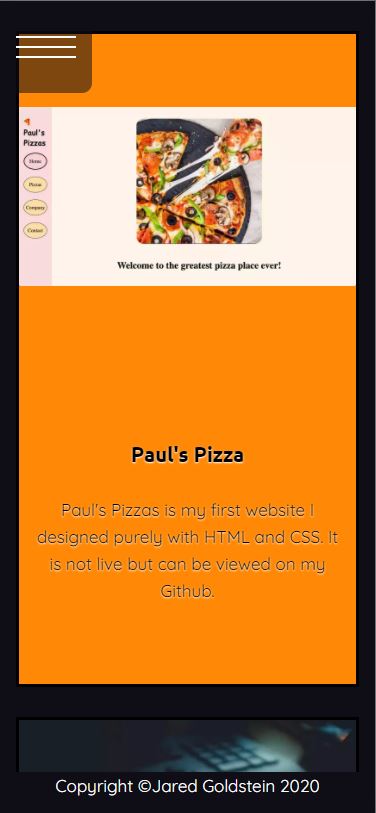 Paul's
Pizzas
Home
Pizzas
Company
Contact
Welcome to the greatest pizza place ever!
Paul's Pizza
Paul's Pizzas is my first website I
designed purely with HTML and CSS. It
is not live but can be viewed on my
Github.
Copyright ©Jared Goldstein 2020